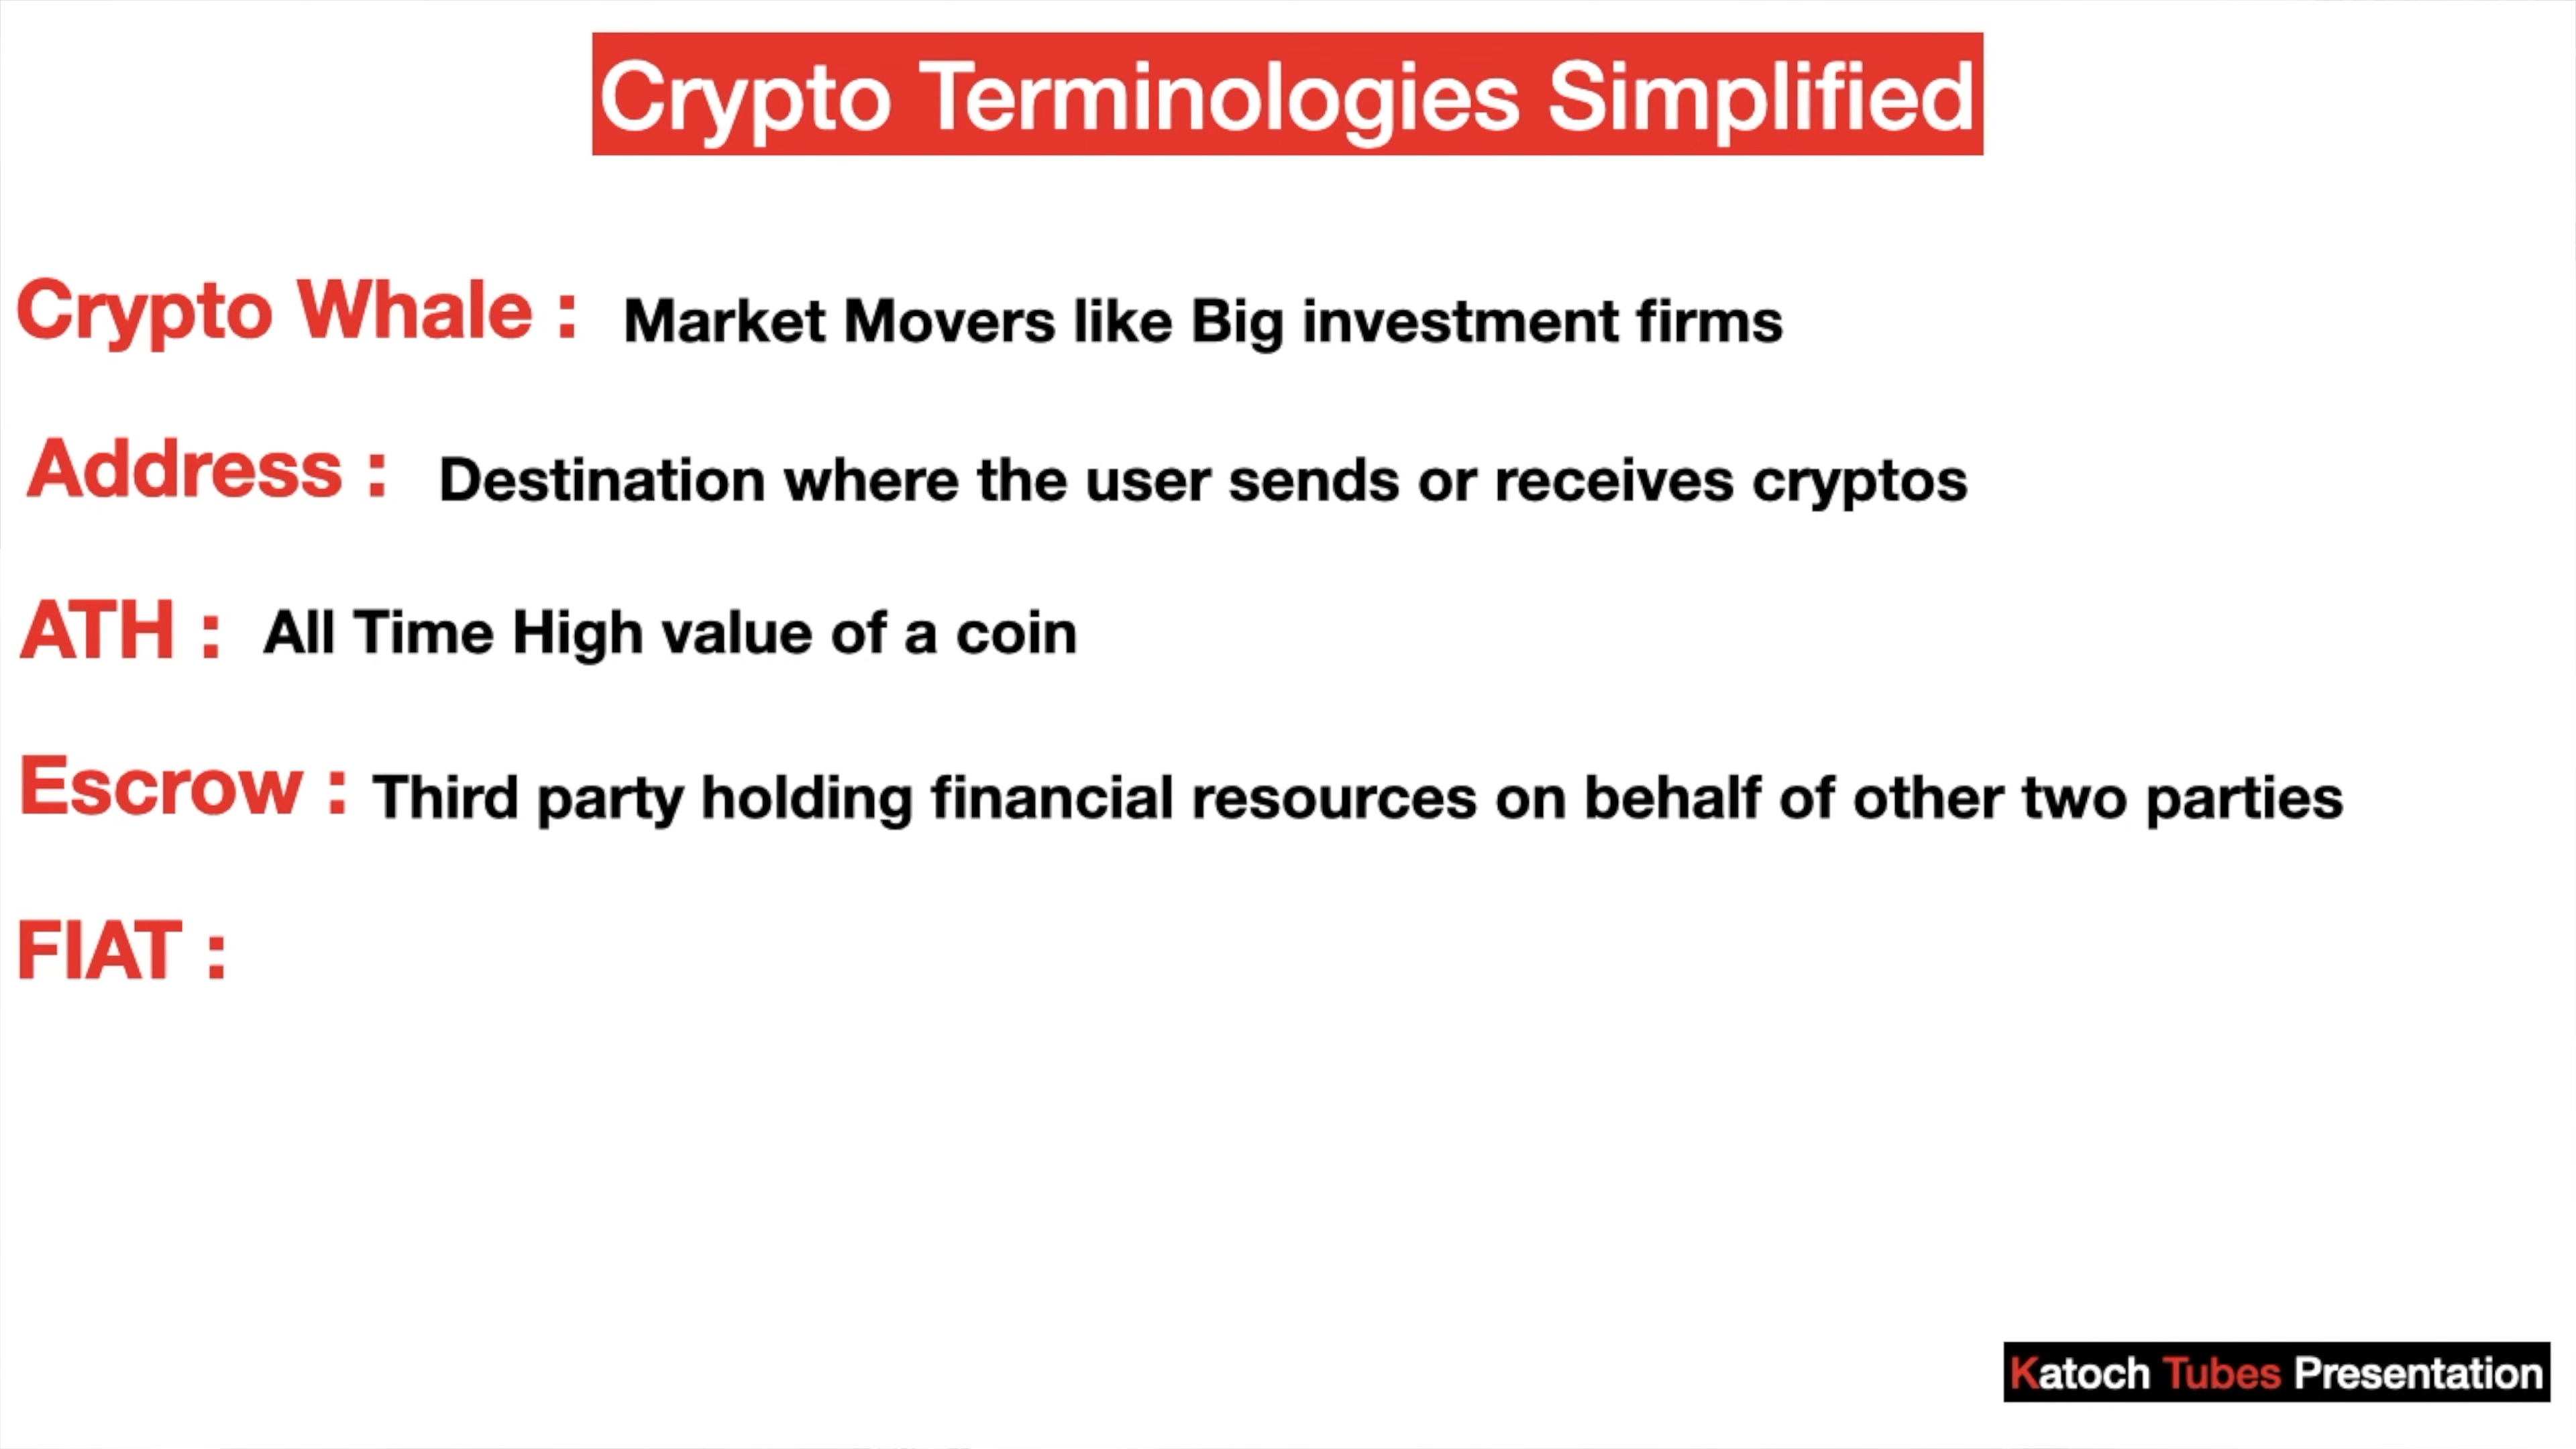 Crypto Terminologies Simplified
Crypto Whale : Market Movers like Big investment firms
Address : Destination where the user sends or receives cryptos
ATH : All Time High value of a coin
Escrow : Third party holding financial resources on behalf of other two parties
FIAT :
Katoch Tubes Presentation